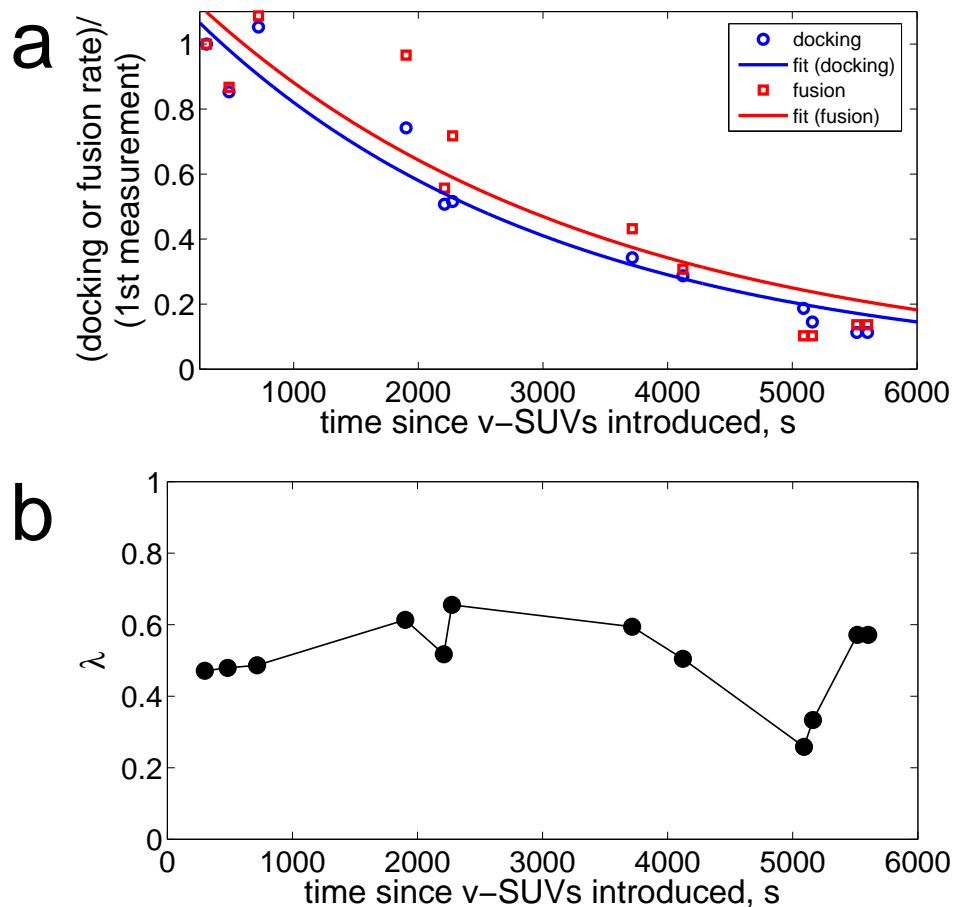 a
(docking or fusion rate)/
(1st measurement)
1
0.8
0.6
0.4
0.2
0
docking
fit (docking)
fusion
fit (fusion)
1000 2000 3000 4000 5000 6000
time since v−SUVs introduced, s
b
λ
1
0.8
0.6
0.4
0.2
0
0 1000 2000 3000 4000 5000 6000
time since v−SUVs introduced, s